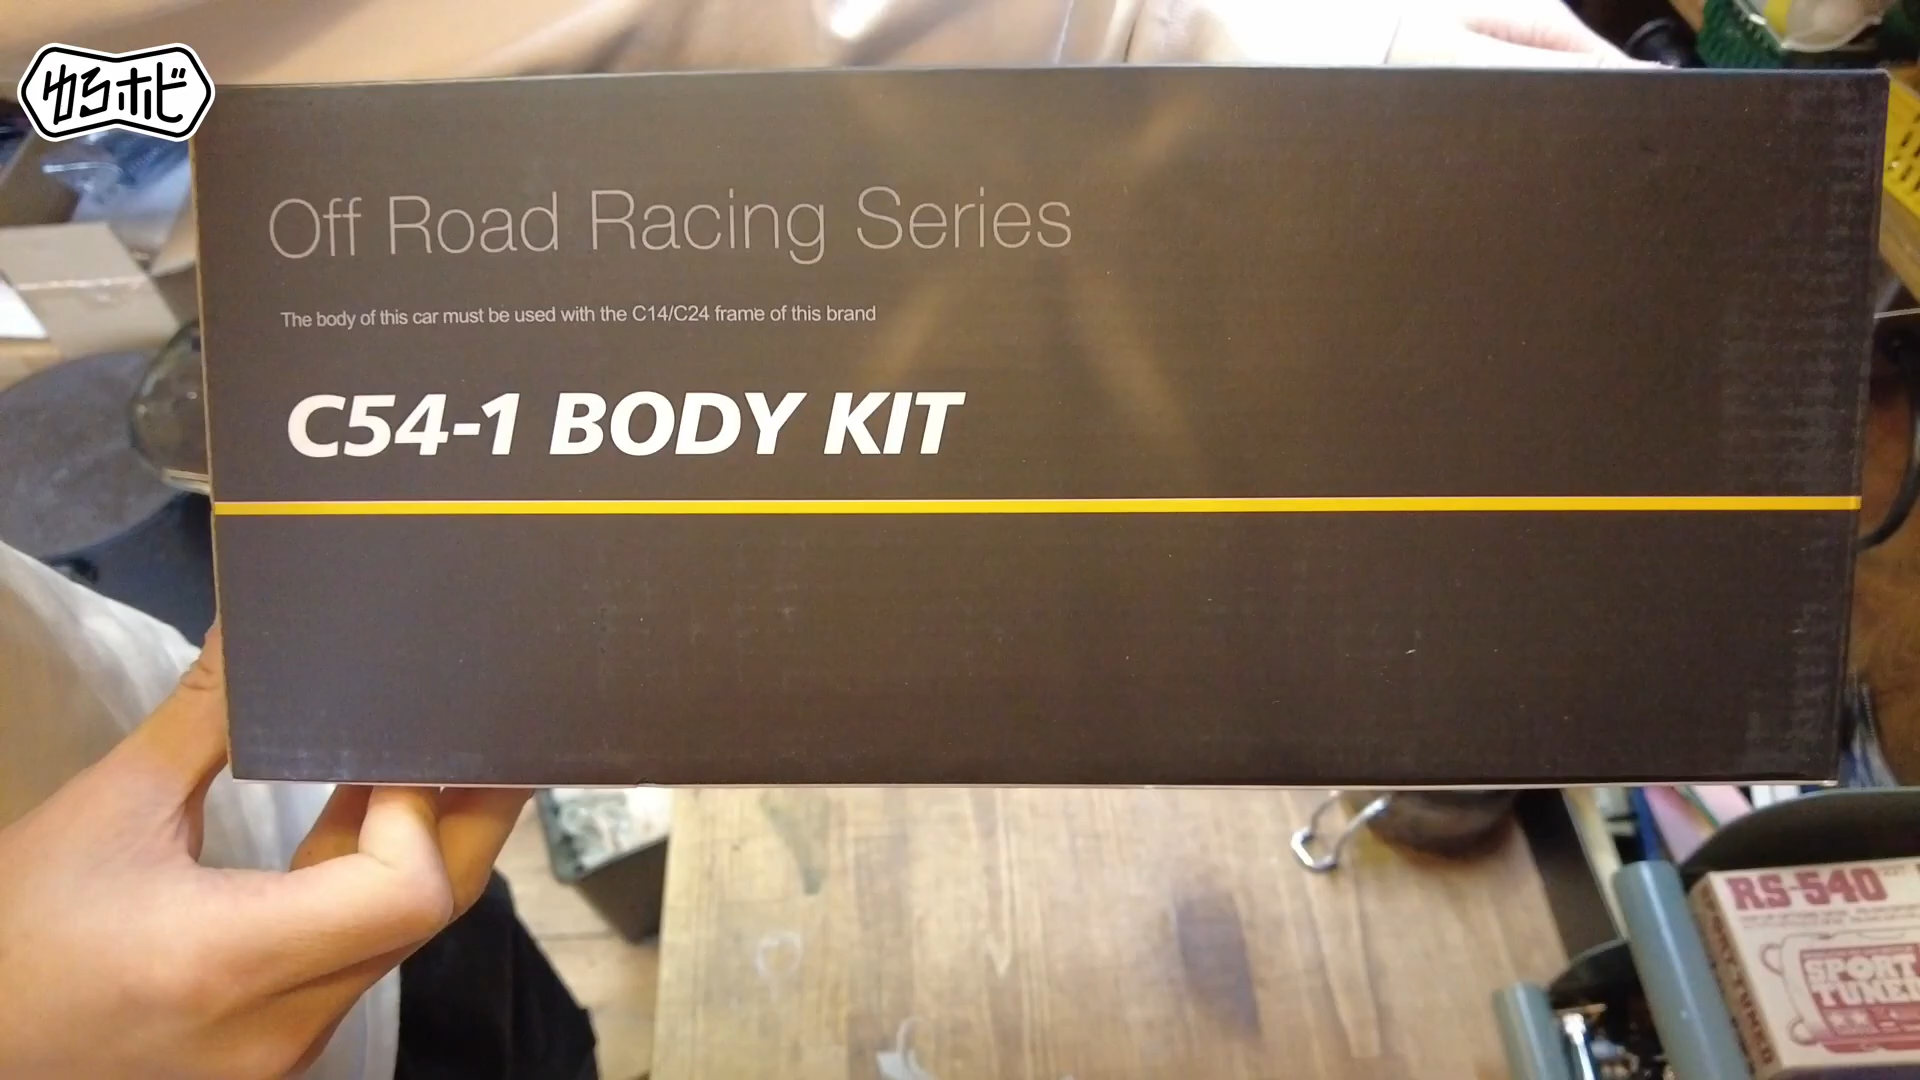 ゆるホビ
Off Road Racing Series
The body of this car must be used with the C14/C24 frame of this brand
C54-1 BODY KIT
RS-540
SPORT
TUNED